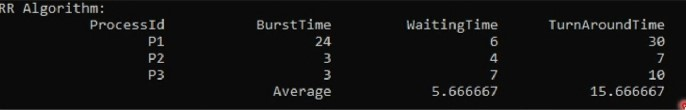 RR Algorithm:
ProcessId BurstTime WaitingTime TurnAroundTime
P1 24 6 30
P2 3 4 7
P3 3 7 10
Average 5.666667 15.666667